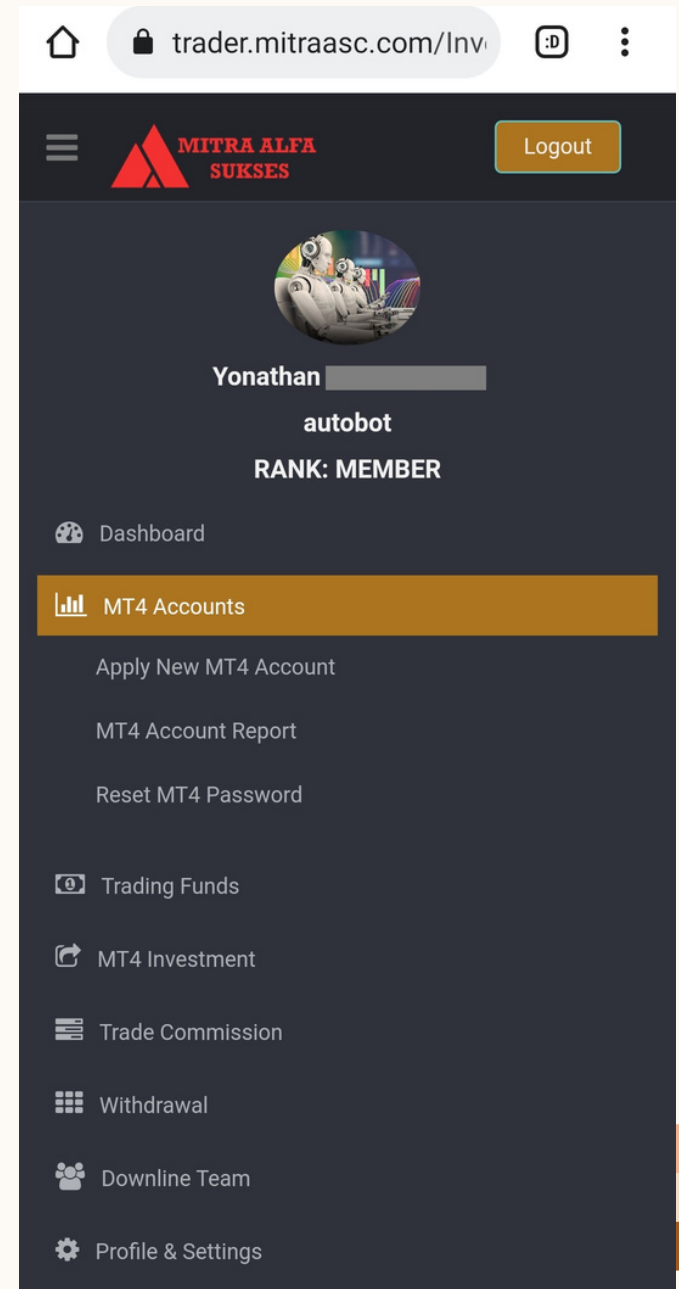 trader.mitraasc.com/Inv
:D
MITRA ALFA
SUKSES
Logout
Yonathan
autobot
RANK: MEMBER
Dashboard
MT4 Accounts
Apply New MT4 Account
MT4 Account Report
Reset MT4 Password
Trading Funds
MT4 Investment
Trade Commission
Withdrawal
Downline Team
Profile & Settings